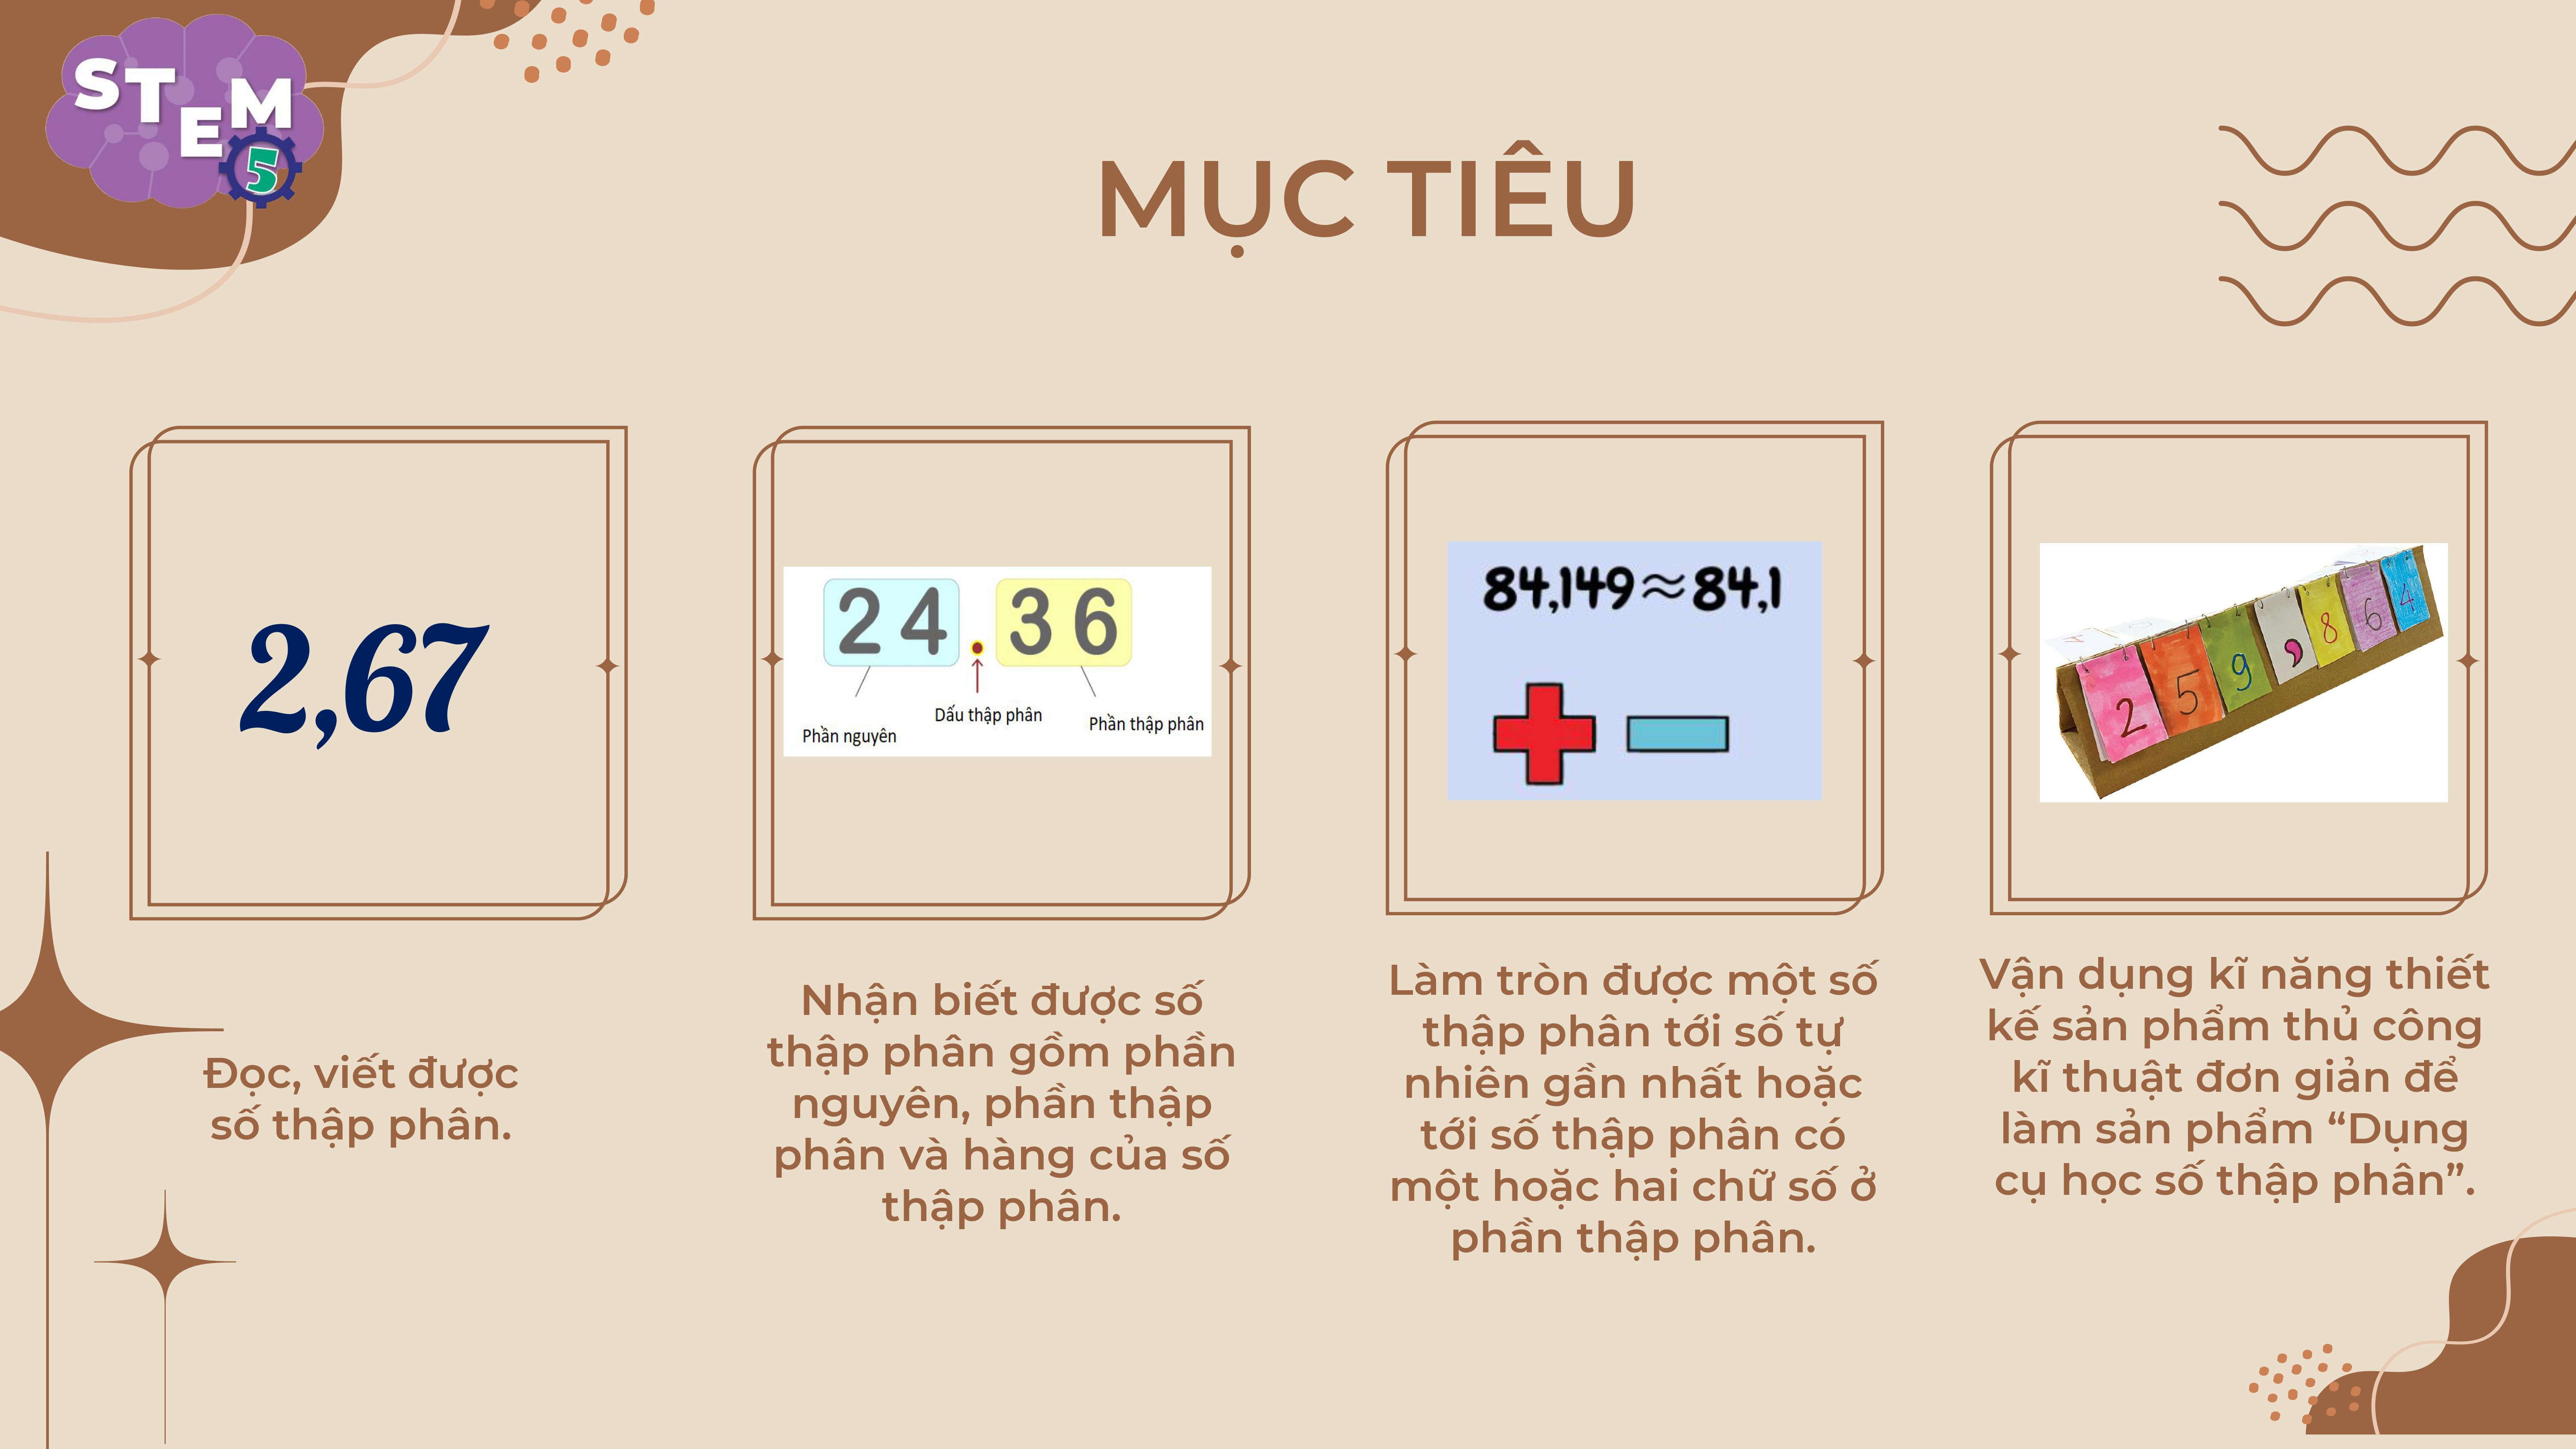 STEM
5
MỤC TIÊU
2,67
24.36
Phần nguyên
Dấu thập phân
Phần thập phân
84,149≈84,1
2 5 9 , 8 6 4
Đọc, viết được
số thập phân.
Nhận biết được số
thập phân gồm phần
nguyên, phần thập
phân và hàng của số
thập phân.
Làm tròn được một số
thập phân tới số tự
nhiên gần nhất hoặc
tới số thập phân có
một hoặc hai chữ số ở
phần thập phân.
Vận dụng kĩ năng thiết
kế sản phẩm thủ công
kĩ thuật đơn giản để
làm sản phẩm “Dụng
cụ học số thập phân”.